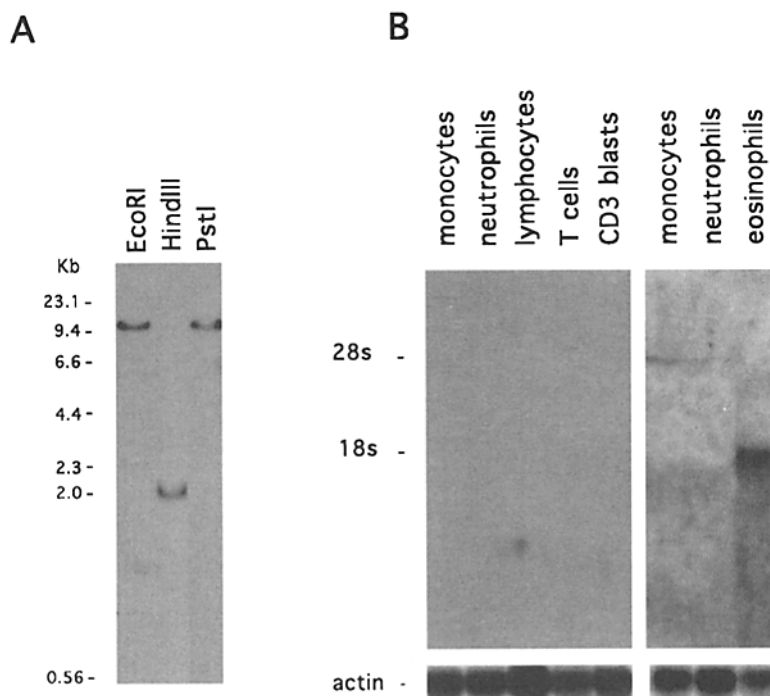 A
B
EcoRI
HindIII
PstI
Kb
23.1 -
9.4 -
6.6 -
4.4 -
2.3 -
2.0 -
0.56 -
monocytes
neutrophils
lymphocytes
T cells
CD3 blasts
monocytes
neutrophils
eosinophils
28s -
18s -
actin -